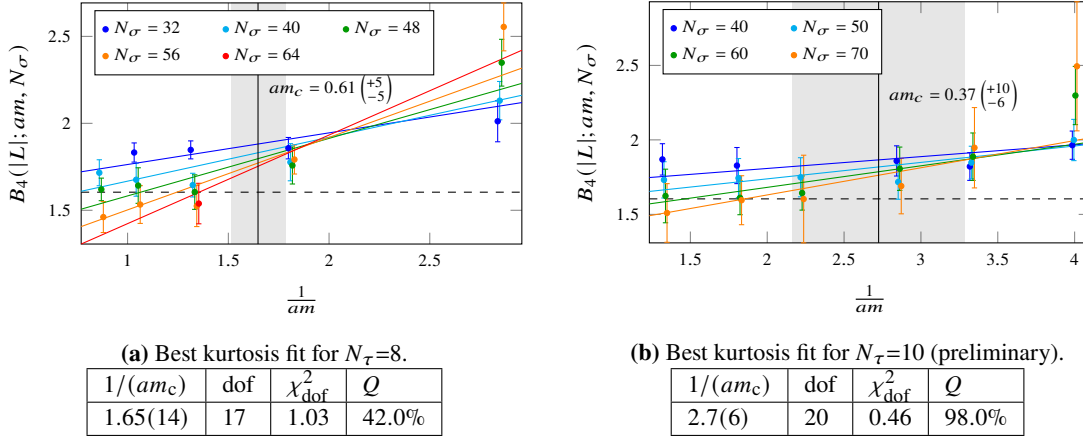 2.5
2
1.6
1
1.5
2
2.5
B₄(|L|; am, N_σ)
1/am
N_σ = 32
N_σ = 40
N_σ = 48
N_σ = 56
N_σ = 64
am_c = 0.61 (+5 −5)
(a) Best kurtosis fit for N_τ=8.
1/(am_c) dof χ²_dof Q
1.65(14) 17 1.03 42.0%
2.5
2
1.6
1.5
2
2.5
3
3.5
4
B₄(|L|; am, N_σ)
1/am
N_σ = 40
N_σ = 50
N_σ = 60
N_σ = 70
am_c = 0.37 (+10 −6)
(b) Best kurtosis fit for N_τ=10 (preliminary).
1/(am_c) dof χ²_dof Q
2.7(6) 20 0.46 98.0%